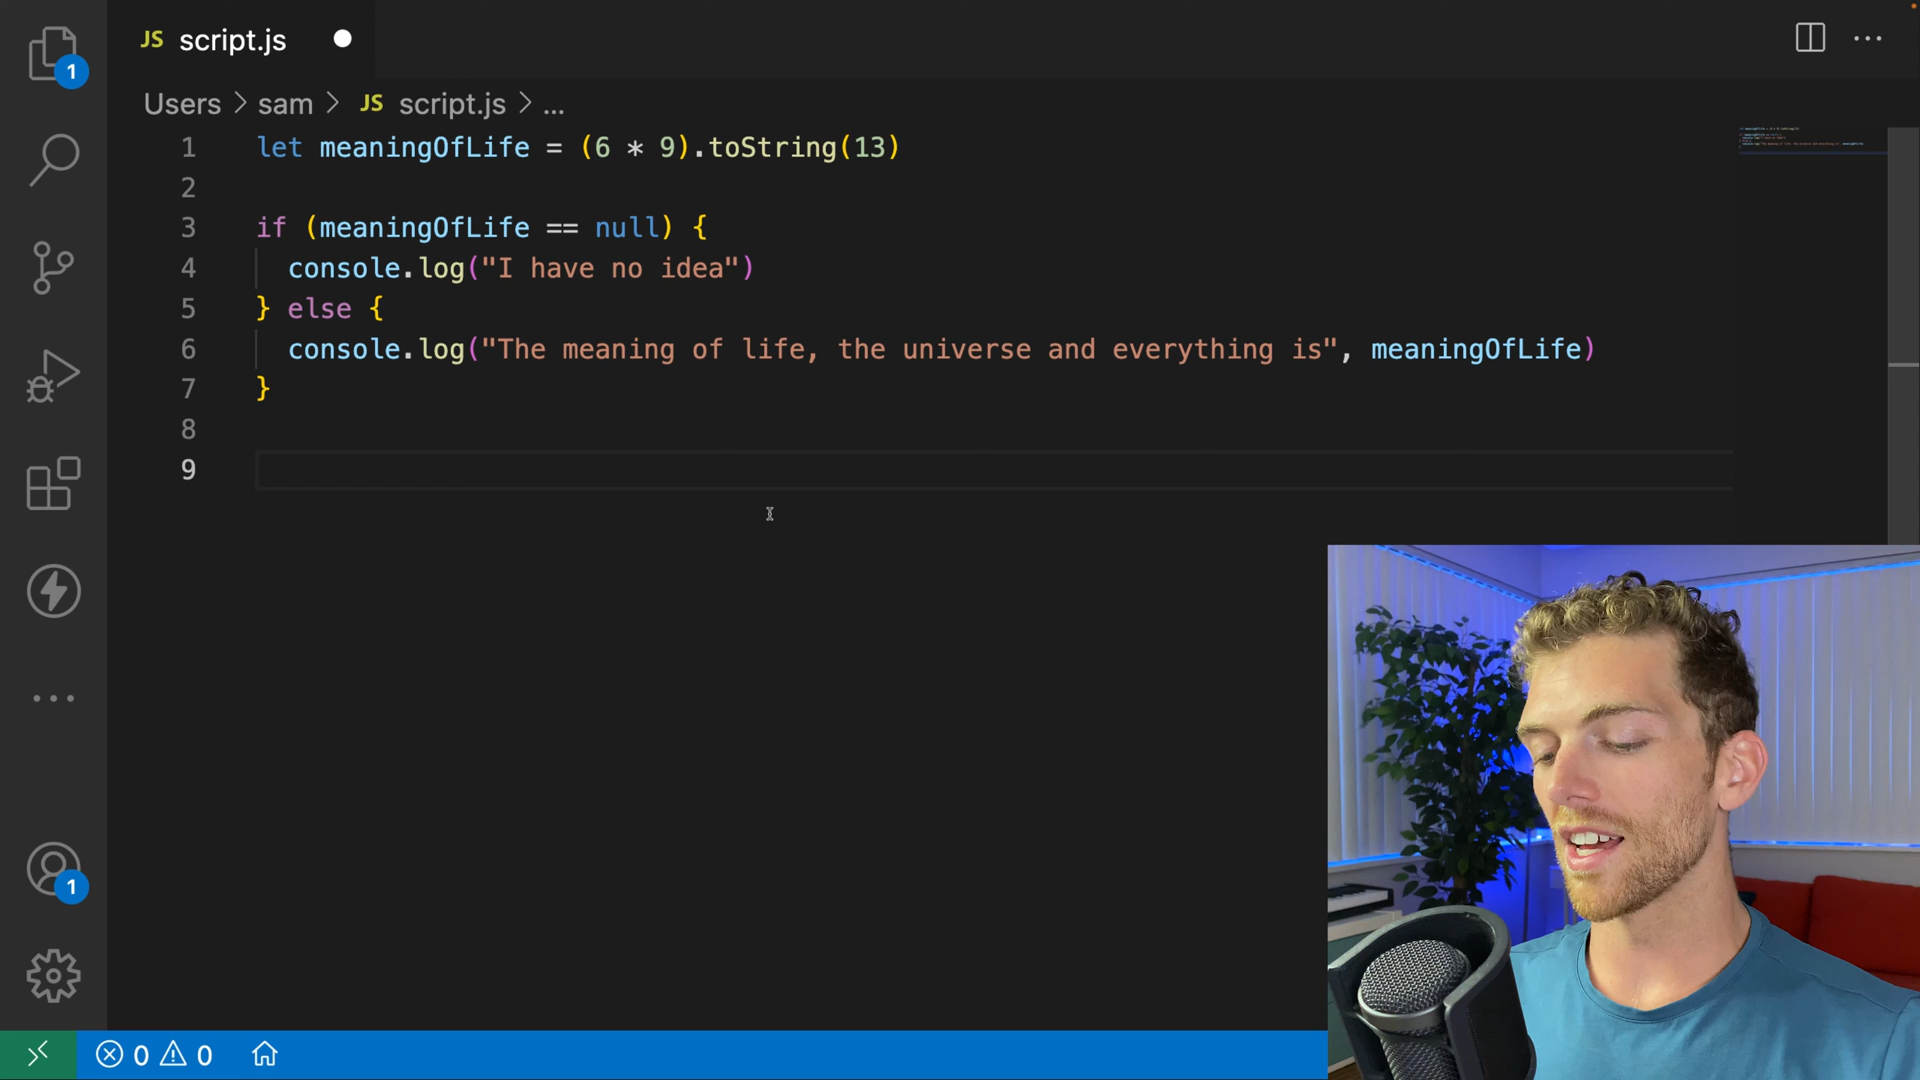 JS script.js
1
Users > sam > JS script.js > ...
1 let meaningOfLife = (6 * 9).toString(13)
2
3 if (meaningOfLife == null) {
4 console.log("I have no idea")
5 } else {
6 console.log("The meaning of life, the universe and everything is", meaningOfLife)
7 }
8
9
1
0 0